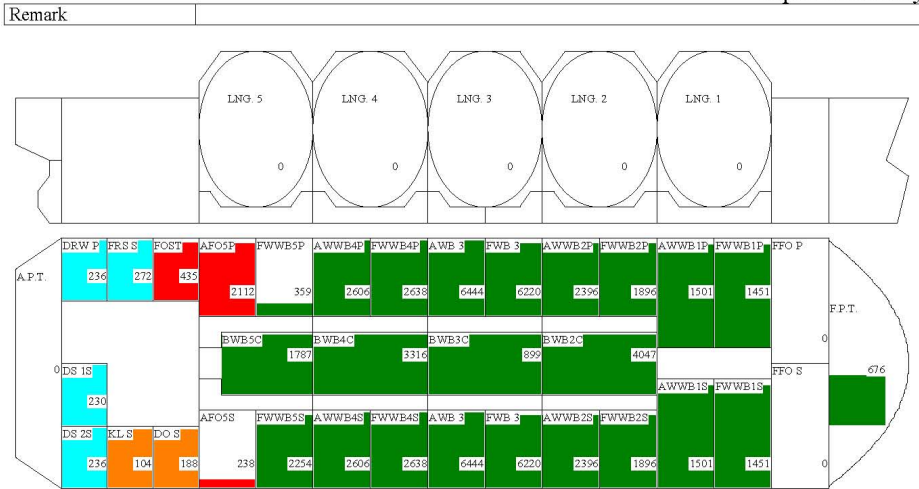 Remark
LNG. 5 LNG. 4 LNG. 3 LNG. 2 LNG. 1
0 0 0 0 0
DRW P FRS S FOST AFO5P FWWB5P AWWB4P FWWB4P AWB 3 FWB 3 AWWB2P FWWB2P AWWB1P FWWB1P FFO P
A.P.T. 236 272 435 2112 359 2606 2638 6444 6220 2396 1896 1501 1451
F.P.T.
BWB5C BWB4C BWB3C BWB2C 0
1787 3316 899 4047
0 DS 1S FFO S 676
AWWB1S FWWB1S
230
AFO5S FWWB5S AWWB4S FWWB4S AWB 3 FWB 3 AWWB2S FWWB2S
DS 2S KL S DO S
236 104 188 238 2254 2606 2638 6444 6220 2396 1896 1501 1451 0